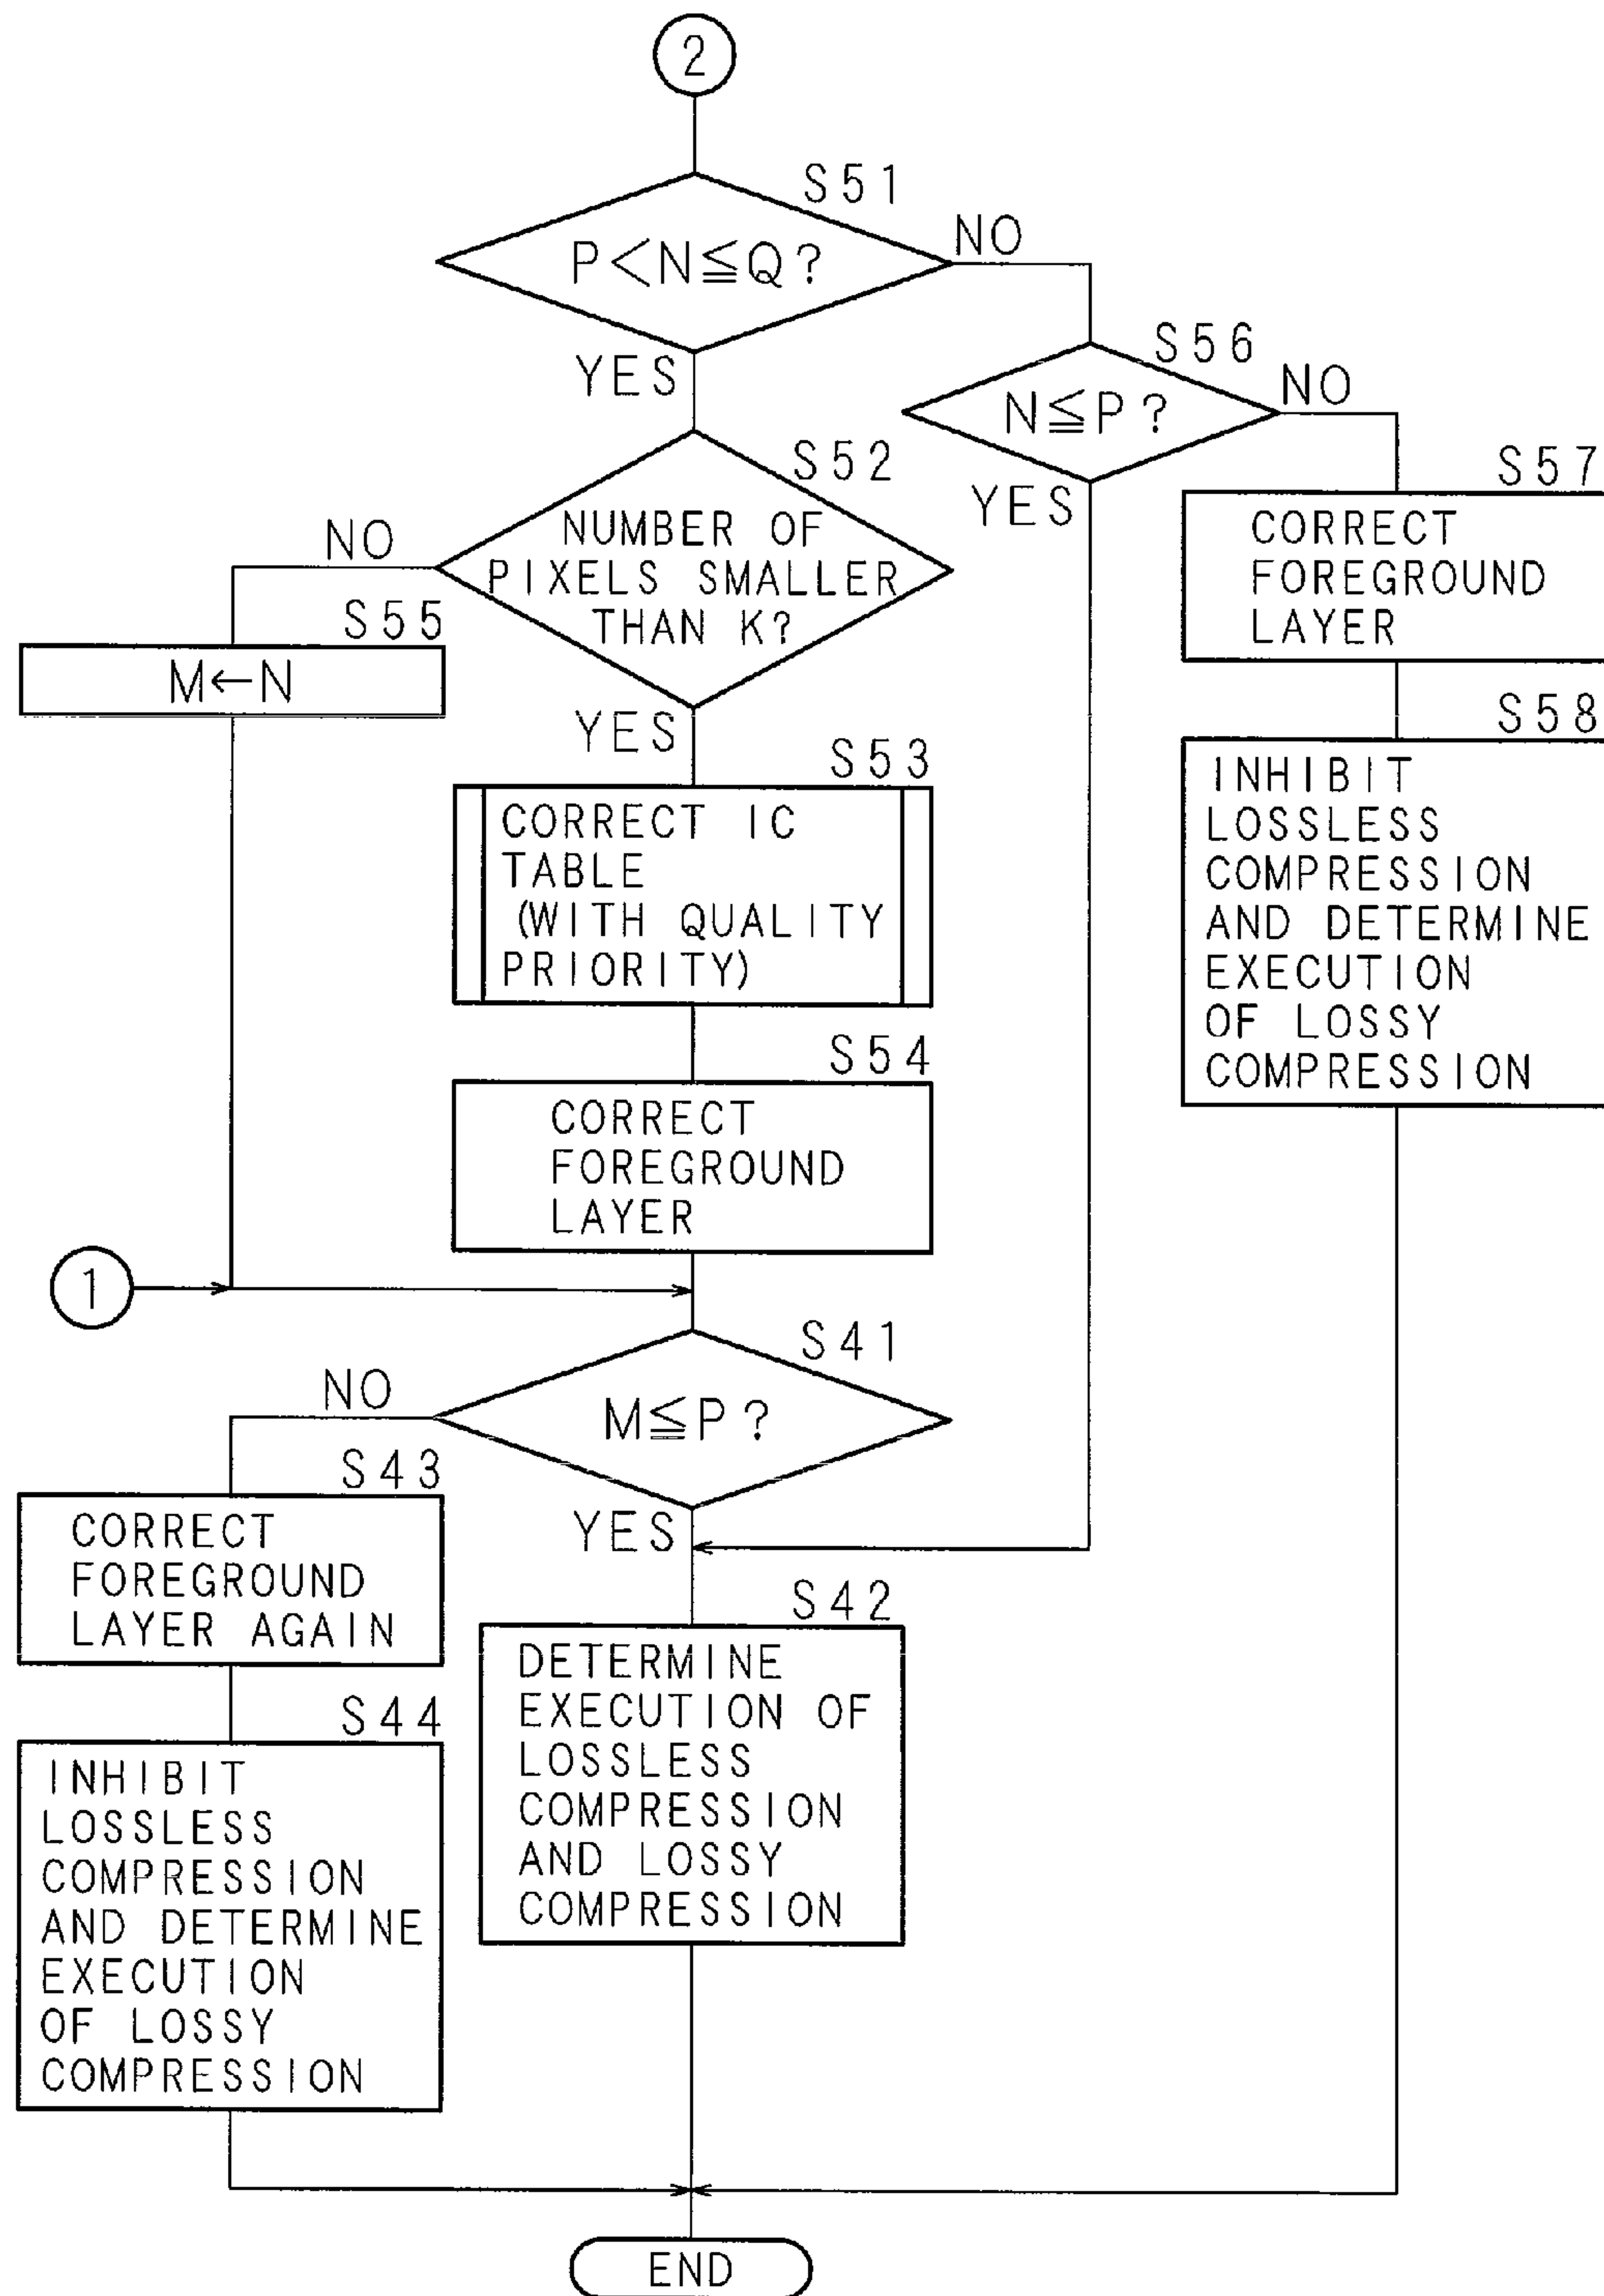 2
S51
P<N≦Q?
NO
YES
S56
N≦P?
NO
YES
S52
NUMBER OF
PIXELS SMALLER
THAN K?
NO
YES
S57
CORRECT
FOREGROUND
LAYER
S55
M←N
S58
INHIBIT
LOSSLESS
COMPRESSION
AND DETERMINE
EXECUTION
OF LOSSY
COMPRESSION
S53
CORRECT IC
TABLE
(WITH QUALITY
PRIORITY)
S54
CORRECT
FOREGROUND
LAYER
1
S41
M≦P?
NO
YES
S43
CORRECT
FOREGROUND
LAYER AGAIN
S42
DETERMINE
EXECUTION OF
LOSSLESS
COMPRESSION
AND LOSSY
COMPRESSION
S44
INHIBIT
LOSSLESS
COMPRESSION
AND DETERMINE
EXECUTION
OF LOSSY
COMPRESSION
END